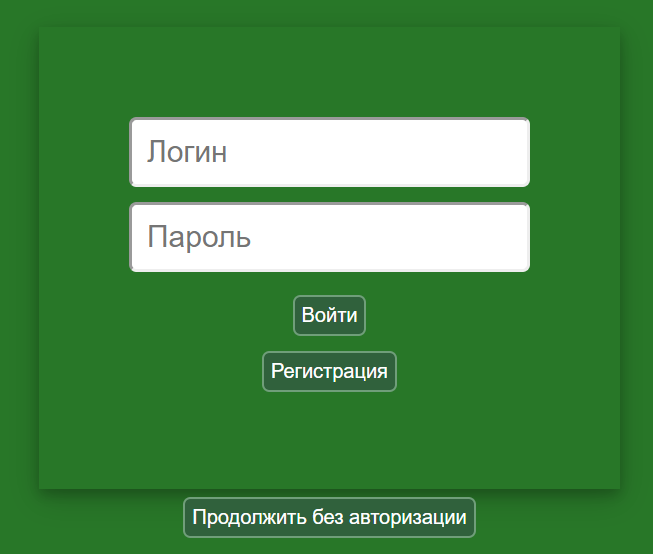 Логин
Пароль
Войти
Регистрация
Продолжить без авторизации